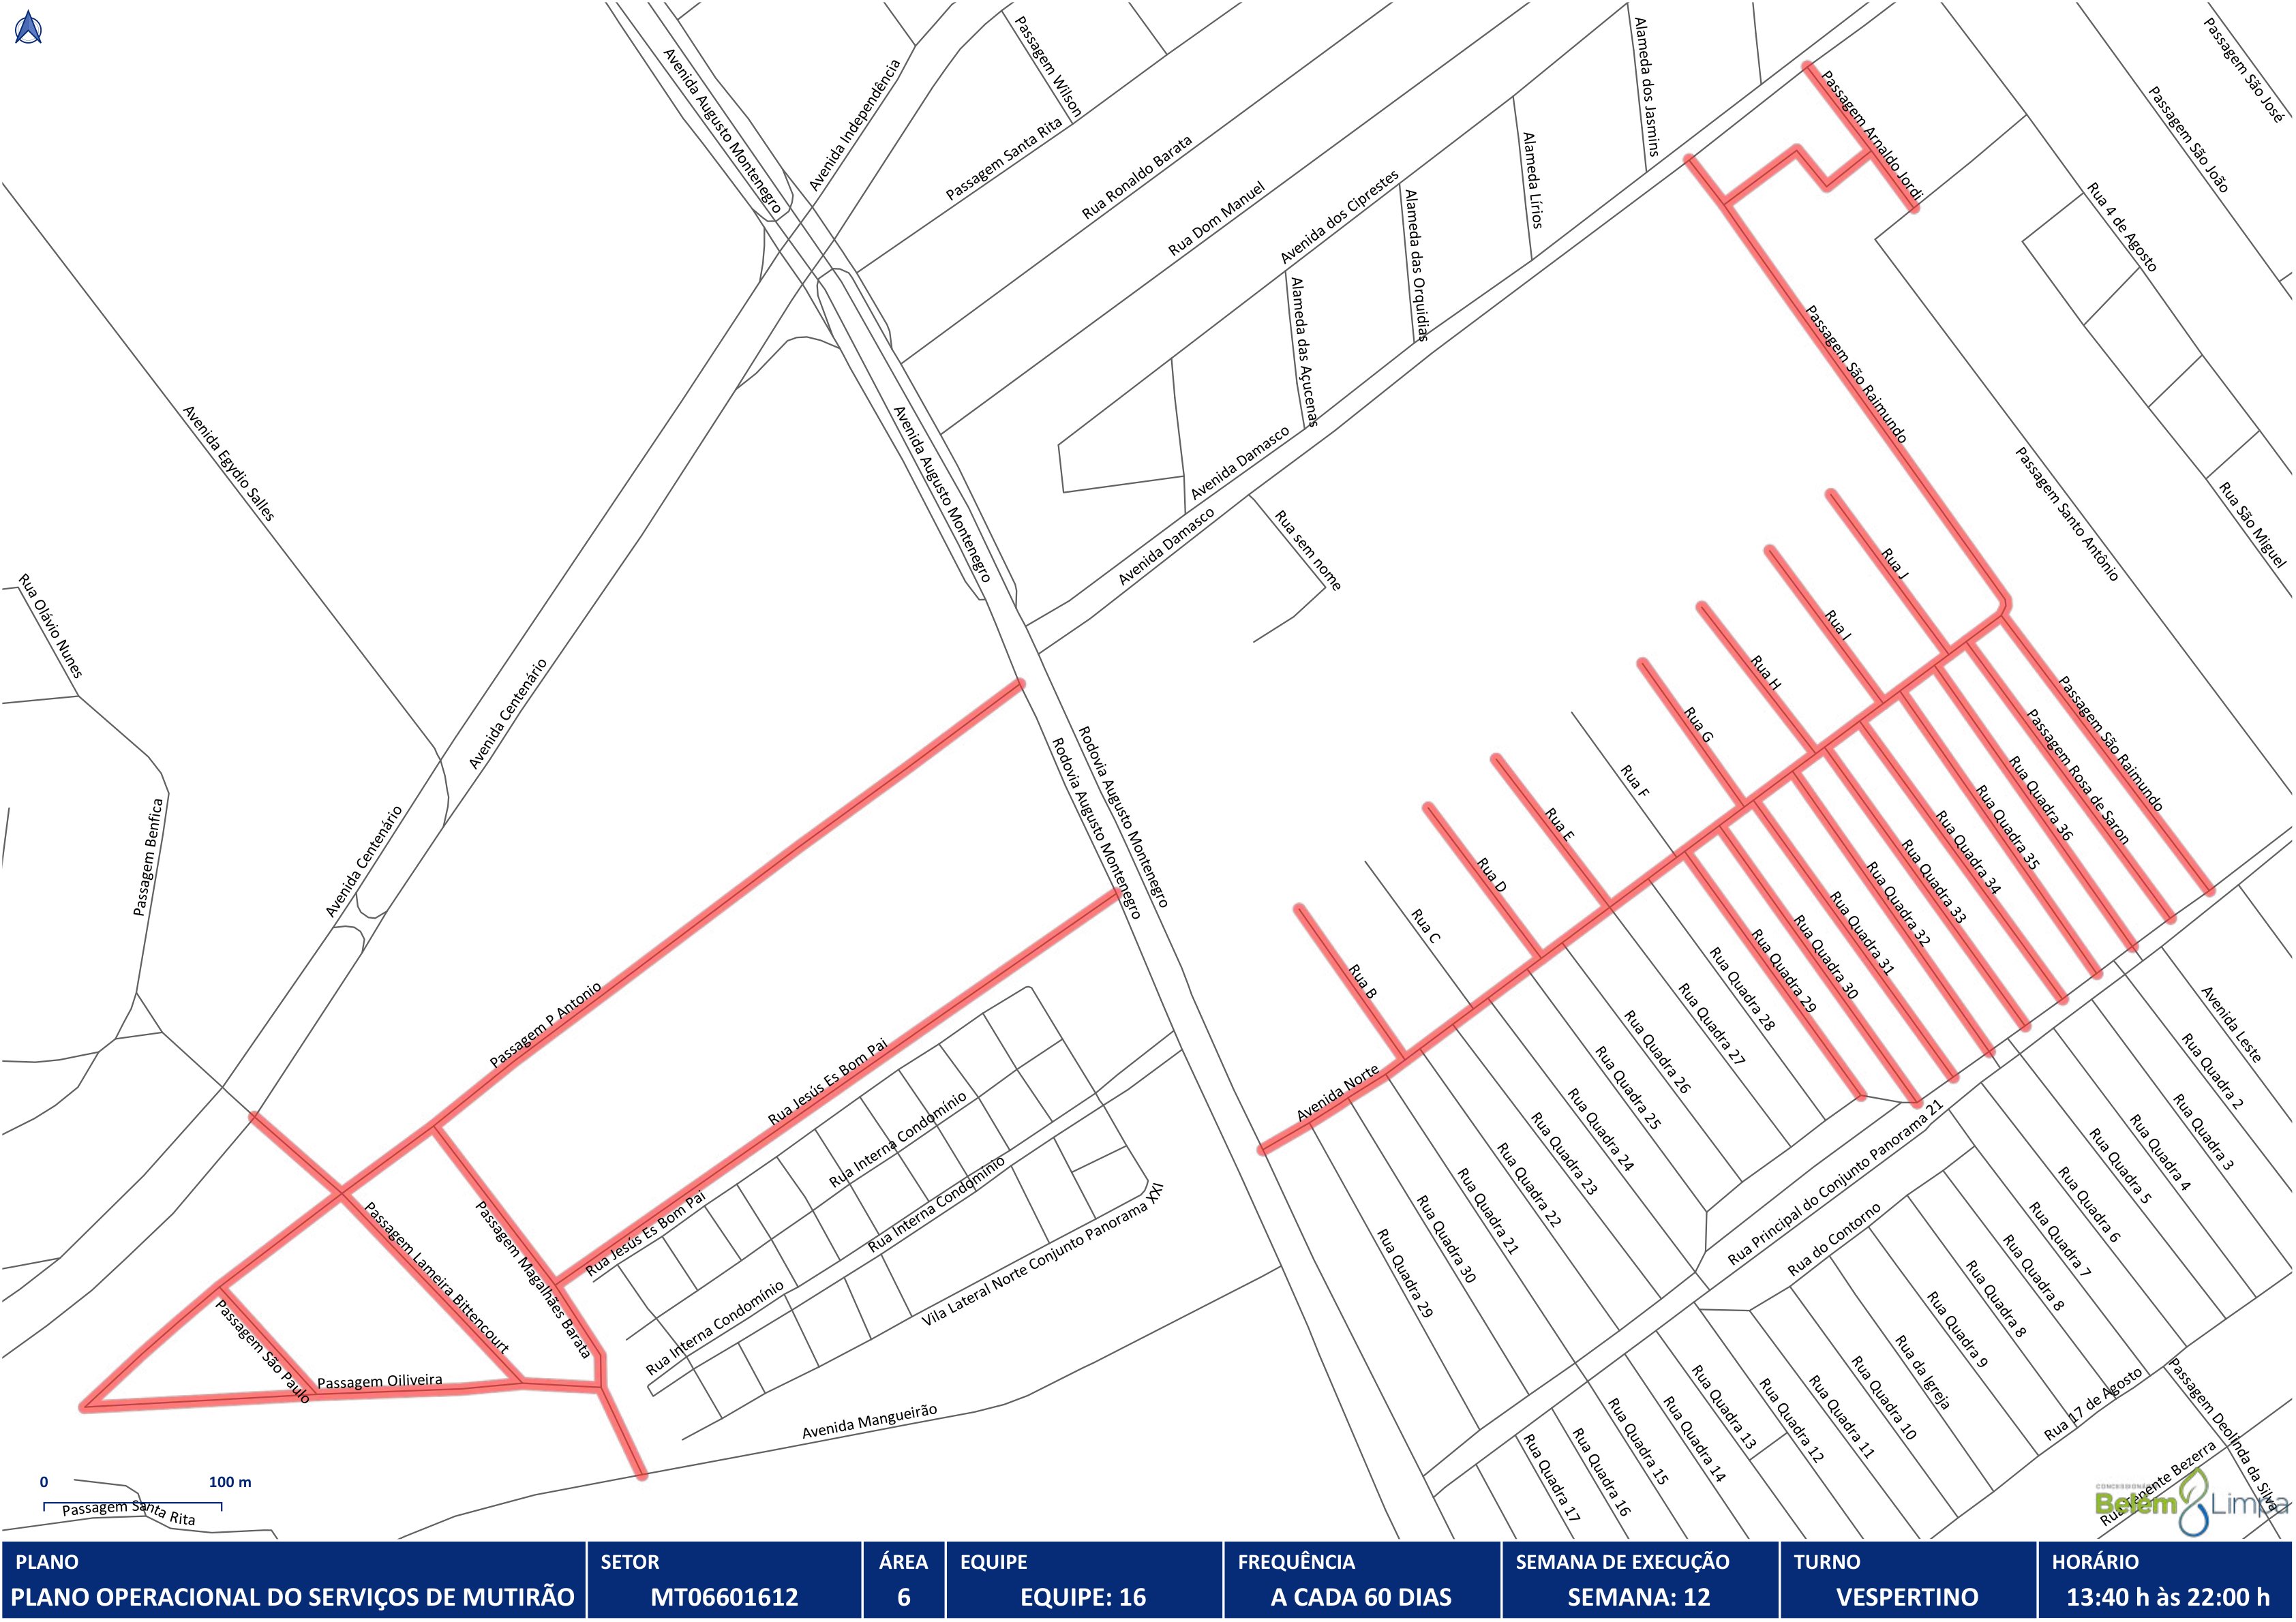 Passagem Wilson
Alameda dos Jasmins
Passagem São José
Avenida Augusto Montenegro
Avenida Independência
Passagem Arnaldo Jordi
Passagem São João
Passagem Santa Rita
Rua Ronaldo Barata
Alameda Lírios
Rua Dom Manuel
Avenida dos Ciprestes
Alameda das Orquidias
Rua 4 de Agosto
Alameda das Açucenas
Passagem São Raimundo
Avenida Egydio Salles
Avenida Augusto Montenegro
Avenida Damasco
Avenida Damasco
Rua sem nome
Passagem Santo Antônio
Rua São Miguel
Rua Olávio Nunes
Rua J
Rua I
Rua H
Rua G
Rua F
Rua E
Rua D
Rua C
Rua B
Avenida Centenário
Avenida Centenário
Passagem Benfica
Rodovia Augusto Montenegro
Rodovia Augusto Montenegro
Passagem São Raimundo
Passagem Rosa de Saron
Rua Quadra 36
Rua Quadra 35
Rua Quadra 34
Rua Quadra 33
Rua Quadra 32
Rua Quadra 31
Rua Quadra 30
Rua Quadra 29
Rua Quadra 28
Rua Quadra 27
Rua Quadra 26
Rua Quadra 25
Rua Quadra 24
Rua Quadra 23
Rua Quadra 22
Rua Quadra 21
Rua Quadra 30
Rua Quadra 29
Avenida Norte
Passagem P Antonio
Rua Jesús Es Bom Pai
Rua Jesús Es Bom Pai
Rua Interna Condomínio
Rua Interna Condomínio
Rua Interna Condomínio
Vila Lateral Norte Conjunto Panorama XXI
Passagem Magalhães Barata
Passagem Lameira Bittencourt
Passagem São Paulo
Passagem Oiliveira
Avenida Mangueirão
Rua Principal do Conjunto Panorama 21
Rua do Contorno
Avenida Leste
Rua Quadra 2
Rua Quadra 3
Rua Quadra 4
Rua Quadra 5
Rua Quadra 6
Rua Quadra 7
Rua Quadra 8
Rua Quadra 8
Rua Quadra 9
Rua da Igreja
Rua Quadra 10
Rua Quadra 11
Rua Quadra 12
Rua Quadra 13
Rua Quadra 14
Rua Quadra 15
Rua Quadra 16
Rua Quadra 17
Rua 17 de Agosto
Passagem Deolinda da Silva
Rua Tenente Bezerra
0 100 m
Passagem Santa Rita
Belém Limpa
PLANO
PLANO OPERACIONAL DO SERVIÇOS DE MUTIRÃO
SETOR
MT06601612
ÁREA
6
EQUIPE
EQUIPE: 16
FREQUÊNCIA
A CADA 60 DIAS
SEMANA DE EXECUÇÃO
SEMANA: 12
TURNO
VESPERTINO
HORÁRIO
13:40 h às 22:00 h